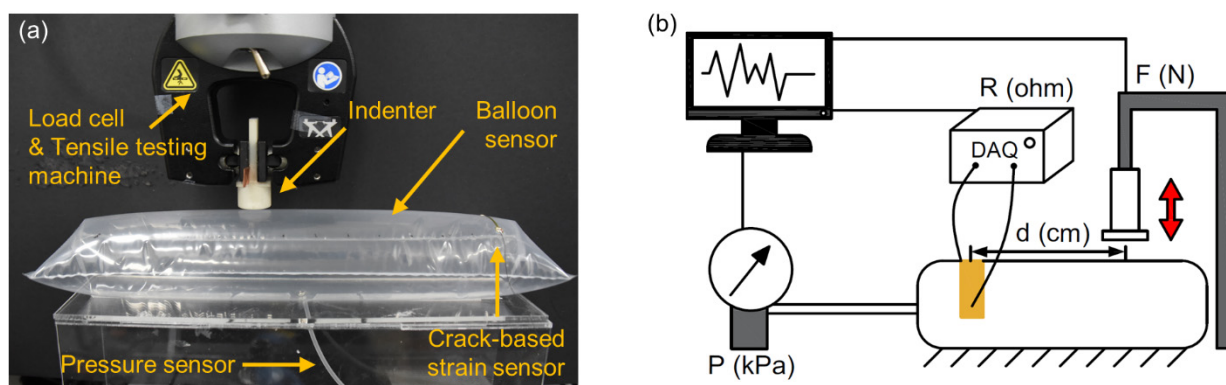 (a)
Load cell
& Tensile testing
machine
Indenter
Balloon
sensor
Pressure sensor
Crack-based
strain sensor
(b)
R (ohm)
F (N)
DAQ
d (cm)
P (kPa)